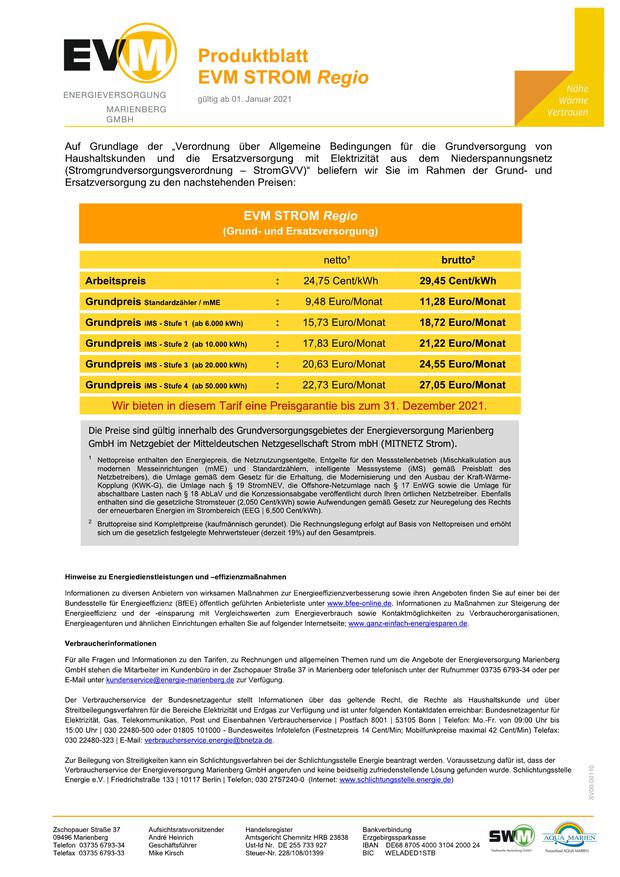 EVM
ENERGIEVERSORGUNG
MARIENBERG
GMBH
Produktblatt
EVM STROM Regio
gültig ab 01. Januar 2021
Nähe
Wärme
Vertrauen
Auf Grundlage der „Verordnung über Allgemeine Bedingungen für die Grundversorgung von
Haushaltskunden und die Ersatzversorgung mit Elektrizität aus dem Niederspannungsnetz
(Stromgrundversorgungsverordnung – StromGVV)“ beliefern wir Sie im Rahmen der Grund- und
Ersatzversorgung zu den nachstehenden Preisen:
EVM STROM Regio
(Grund- und Ersatzversorgung)
netto¹ brutto²
Arbeitspreis : 24,75 Cent/kWh 29,45 Cent/kWh
Grundpreis Standardzähler / mME : 9,48 Euro/Monat 11,28 Euro/Monat
Grundpreis iMS - Stufe 1 (ab 6.000 kWh) : 15,73 Euro/Monat 18,72 Euro/Monat
Grundpreis iMS - Stufe 2 (ab 10.000 kWh) : 17,83 Euro/Monat 21,22 Euro/Monat
Grundpreis iMS - Stufe 3 (ab 20.000 kWh) : 20,63 Euro/Monat 24,55 Euro/Monat
Grundpreis iMS - Stufe 4 (ab 50.000 kWh) : 22,73 Euro/Monat 27,05 Euro/Monat
Wir bieten in diesem Tarif eine Preisgarantie bis zum 31. Dezember 2021.
Die Preise sind gültig innerhalb des Grundversorgungsgebietes der Energieversorgung Marienberg
GmbH im Netzgebiet der Mitteldeutschen Netzgesellschaft Strom mbH (MITNETZ Strom).
1 Nettopreise enthalten den Energiepreis, die Netznutzungsentgelte, Entgelte für den Messstellenbetrieb (Mischkalkulation aus
modernen Messeinrichtungen (mME) und Standardzählern, intelligente Messsysteme (iMS) gemäß Preisblatt des
Netzbetreibers), die Umlage gemäß dem Gesetz für die Erhaltung, die Modernisierung und den Ausbau der Kraft-Wärme-
Kopplung (KWK-G), die Umlage nach § 19 StromNEV, die Offshore-Netzumlage nach § 17 EnWG sowie die Umlage für
abschaltbare Lasten nach § 18 AbLaV und die Konzessionsabgabe veröffentlicht durch Ihren örtlichen Netzbetreiber. Ebenfalls
enthalten sind die gesetzliche Stromsteuer (2,050 Cent/kWh) sowie Aufwendungen gemäß Gesetz zur Neuregelung des Rechts
der erneuerbaren Energien im Strombereich (EEG | 6,500 Cent/kWh).
2 Bruttopreise sind Komplettpreise (kaufmännisch gerundet). Die Rechnungslegung erfolgt auf Basis von Nettopreisen und erhöht
sich um die gesetzlich festgelegte Mehrwertsteuer (derzeit 19%) auf den Gesamtpreis.
Hinweise zu Energiedienstleistungen und –effizienzmaßnahmen
Informationen zu diversen Anbietern von wirksamen Maßnahmen zur Energieeffizienzverbesserung sowie ihren Angeboten finden Sie auf einer bei der
Bundesstelle für Energieeffizienz (BfEE) öffentlich geführten Anbieterliste unter www.bfee-online.de. Informationen zu Maßnahmen zur Steigerung der
Energieeffizienz und der -einsparung mit Vergleichswerten zum Energieverbrauch sowie Kontaktmöglichkeiten zu Verbraucherorganisationen,
Energieagenturen und ähnlichen Einrichtungen erhalten Sie auf folgender Internetseite; www.ganz-einfach-energiesparen.de.
Verbraucherinformationen
Für alle Fragen und Informationen zu den Tarifen, zu Rechnungen und allgemeinen Themen rund um die Angebote der Energieversorgung Marienberg
GmbH stehen die Mitarbeiter im Kundenbüro in der Zschopauer Straße 37 in Marienberg oder telefonisch unter der Rufnummer 03735 6793-34 oder per
E-Mail unter kundenservice@energie-marienberg.de zur Verfügung.
Der Verbraucherservice der Bundesnetzagentur stellt Informationen über das geltende Recht, die Rechte als Haushaltskunde und über
Streitbeilegungsverfahren für die Bereiche Elektrizität und Erdgas zur Verfügung und ist unter folgenden Kontaktdaten erreichbar: Bundesnetzagentur für
Elektrizität, Gas, Telekommunikation, Post und Eisenbahnen Verbraucherservice | Postfach 8001 | 53105 Bonn | Telefon: Mo.-Fr. von 09:00 Uhr bis
15:00 Uhr | 030 22480-500 oder 01805 101000 - Bundesweites Infotelefon (Festnetzpreis 14 Cent/Min; Mobilfunkpreise maximal 42 Cent/Min) Telefax:
030 22480-323 | E-Mail: verbraucherservice.energie@bnetza.de.
Zur Beilegung von Streitigkeiten kann ein Schlichtungsverfahren bei der Schlichtungsstelle Energie beantragt werden. Voraussetzung dafür ist, dass der
Verbraucherservice der Energieversorgung Marienberg GmbH angerufen und keine beidseitig zufriedenstellende Lösung gefunden wurde. Schlichtungsstelle
Energie e.V. | Friedrichstraße 133 | 10117 Berlin | Telefon; 030 2757240-0 (Internet: www.schlichtungsstelle.energie.de)
SV00 00110
Zschopauer Straße 37 Aufsichtsratsvorsitzender Handelsregister Bankverbindung
09496 Marienberg André Heinrich Amtsgericht Chemnitz HRB 23838 Erzgebirgssparkasse
Telefon 03735 6793-34 Geschäftsführer Ust-Id Nr. DE 255 733 927 IBAN DE68 8705 4000 3104 2000 24
Telefax 03735 6793-33 Mike Kirsch Steuer-Nr. 228/108/01399 BIC WELADED1STB
SWM
AQUA MARIEN